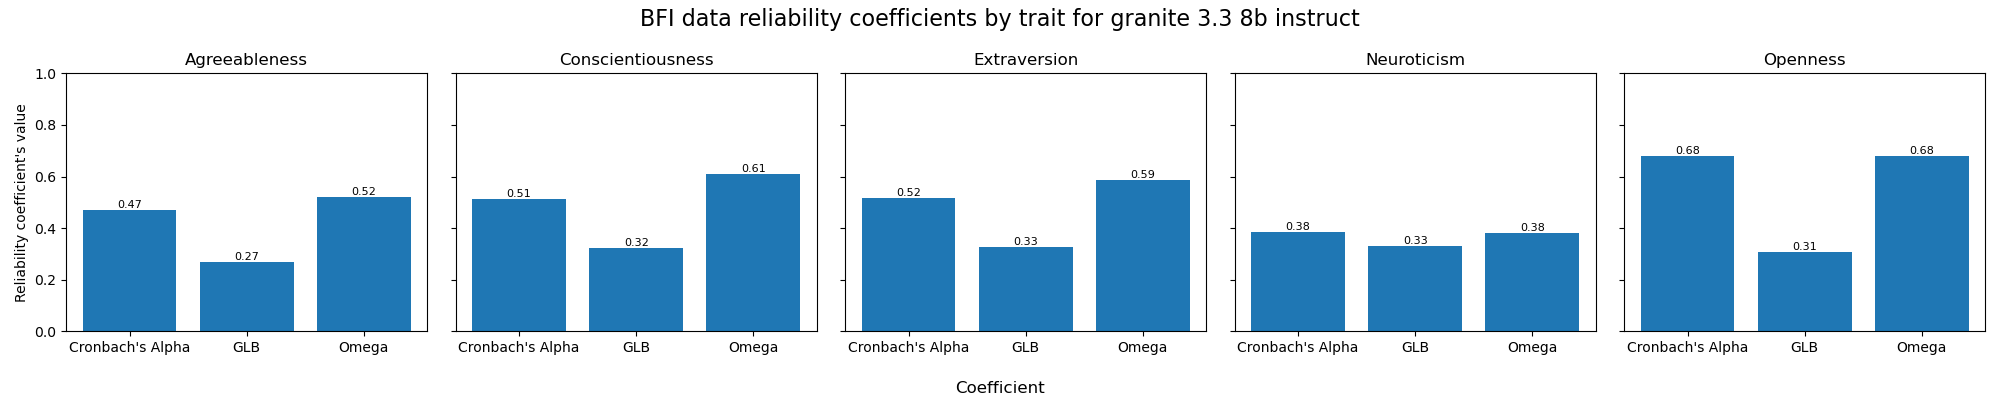 BFI data reliability coefficients by trait for granite 3.3 8b instruct
Agreeableness
Conscientiousness
Extraversion
Neuroticism
Openness
Reliability coefficient's value
1.0
0.8
0.6
0.4
0.2
0.0
0.47
0.27
0.52
0.51
0.32
0.61
0.52
0.33
0.59
0.38
0.33
0.38
0.68
0.31
0.68
Cronbach's Alpha GLB Omega
Cronbach's Alpha GLB Omega
Cronbach's Alpha GLB Omega
Cronbach's Alpha GLB Omega
Cronbach's Alpha GLB Omega
Coefficient